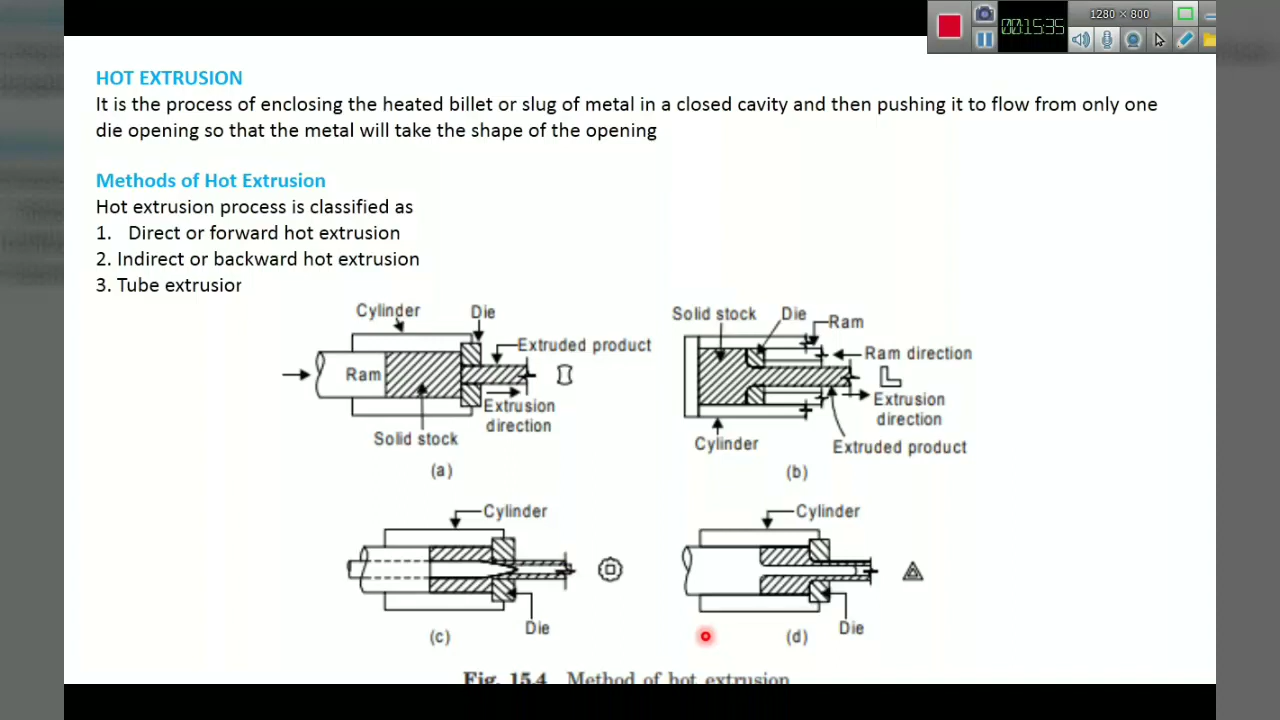 1280 × 800
00:15:35
HOT EXTRUSION
It is the process of enclosing the heated billet or slug of metal in a closed cavity and then pushing it to flow from only one
die opening so that the metal will take the shape of the opening
Methods of Hot Extrusion
Hot extrusion process is classified as
1. Direct or forward hot extrusion
2. Indirect or backward hot extrusion
3. Tube extrusior
Cylinder
Die
Extruded product
Ram
Extrusion
direction
Solid stock
(a)
Solid stock
Die
Ram
Ram direction
Extrusion
direction
Cylinder
Extruded product
(b)
Cylinder
Die
(c)
Cylinder
Die
(d)
Fig. 15.4 Method of hot extrusion